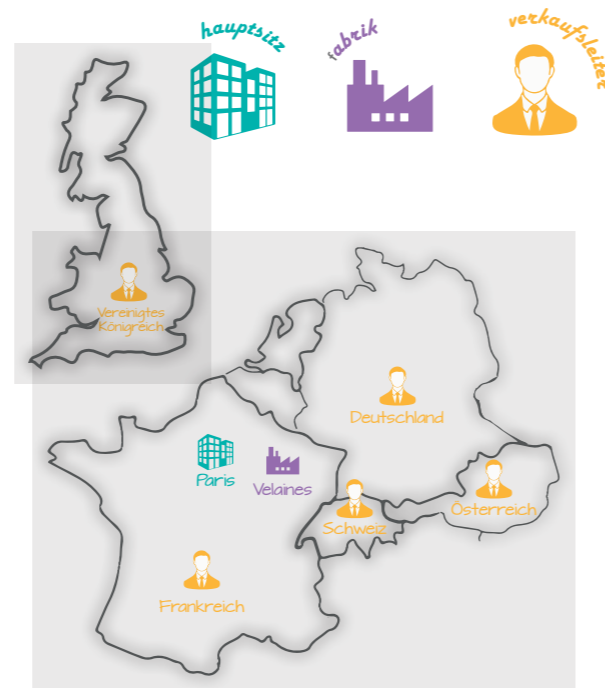 hauptsitz
fabrik
verkaufsleiter
Vereinigtes
Königreich
Deutschland
Paris
Velaines
Österreich
Schweiz
Frankreich